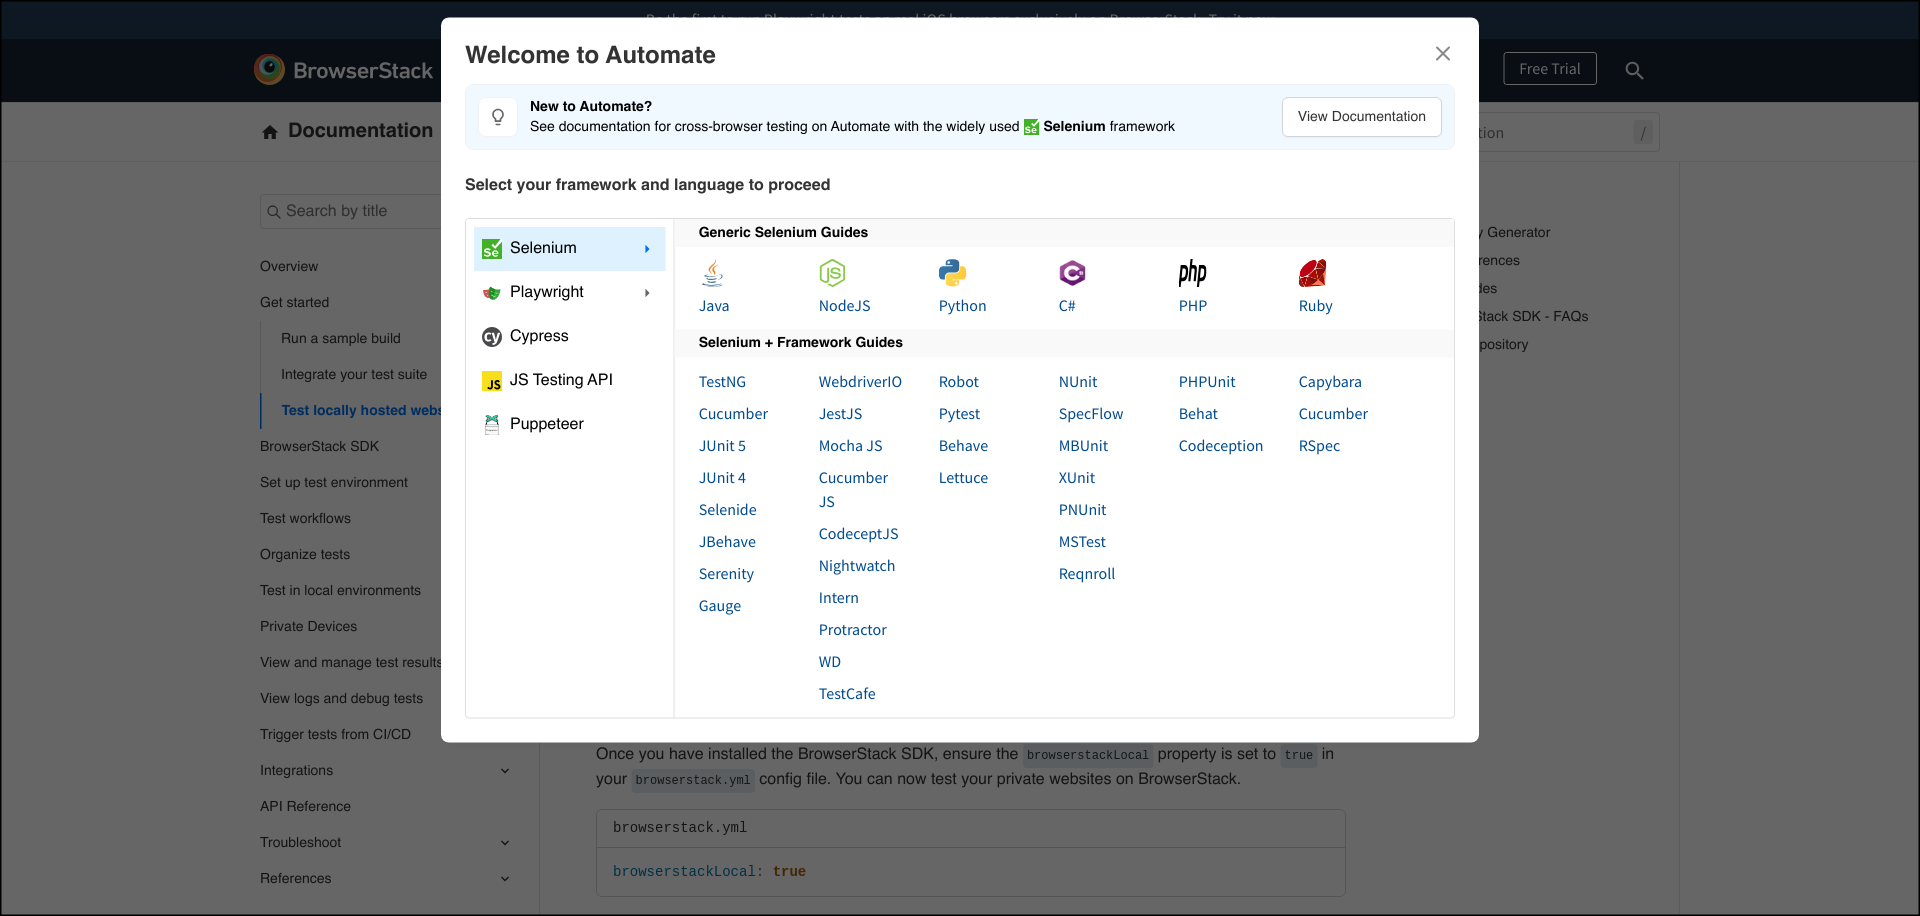 BrowserStack
Free Trial
Documentation
/
Search by title
Overview
Get started
Run a sample build
Integrate your test suite
Test locally hosted webs
BrowserStack SDK
Set up test environment
Test workflows
Organize tests
Test in local environments
Private Devices
View and manage test results
View logs and debug tests
Trigger tests from CI/CD
Integrations
API Reference
Troubleshoot
References
Welcome to Automate
New to Automate?
See documentation for cross-browser testing on Automate with the widely used Se Selenium framework
View Documentation
Select your framework and language to proceed
Se Selenium
Playwright
cy Cypress
JS JS Testing API
Puppeteer
Generic Selenium Guides
Java
JS NodeJS
Python
C C#
php PHP
Ruby
Selenium + Framework Guides
TestNG
Cucumber
JUnit 5
JUnit 4
Selenide
JBehave
Serenity
Gauge
WebdriverIO
JestJS
Mocha JS
Cucumber
JS
CodeceptJS
Nightwatch
Intern
Protractor
WD
TestCafe
Robot
Pytest
Behave
Lettuce
NUnit
SpecFlow
MBUnit
XUnit
PNUnit
MSTest
Reqnroll
PHPUnit
Behat
Codeception
Capybara
Cucumber
RSpec
y Generator
Stack SDK - FAQs
Once you have installed the BrowserStack SDK, ensure the browserstackLocal property is set to true in
your browserstack.yml config file. You can now test your private websites on BrowserStack.
browserstack.yml
browserstackLocal: true